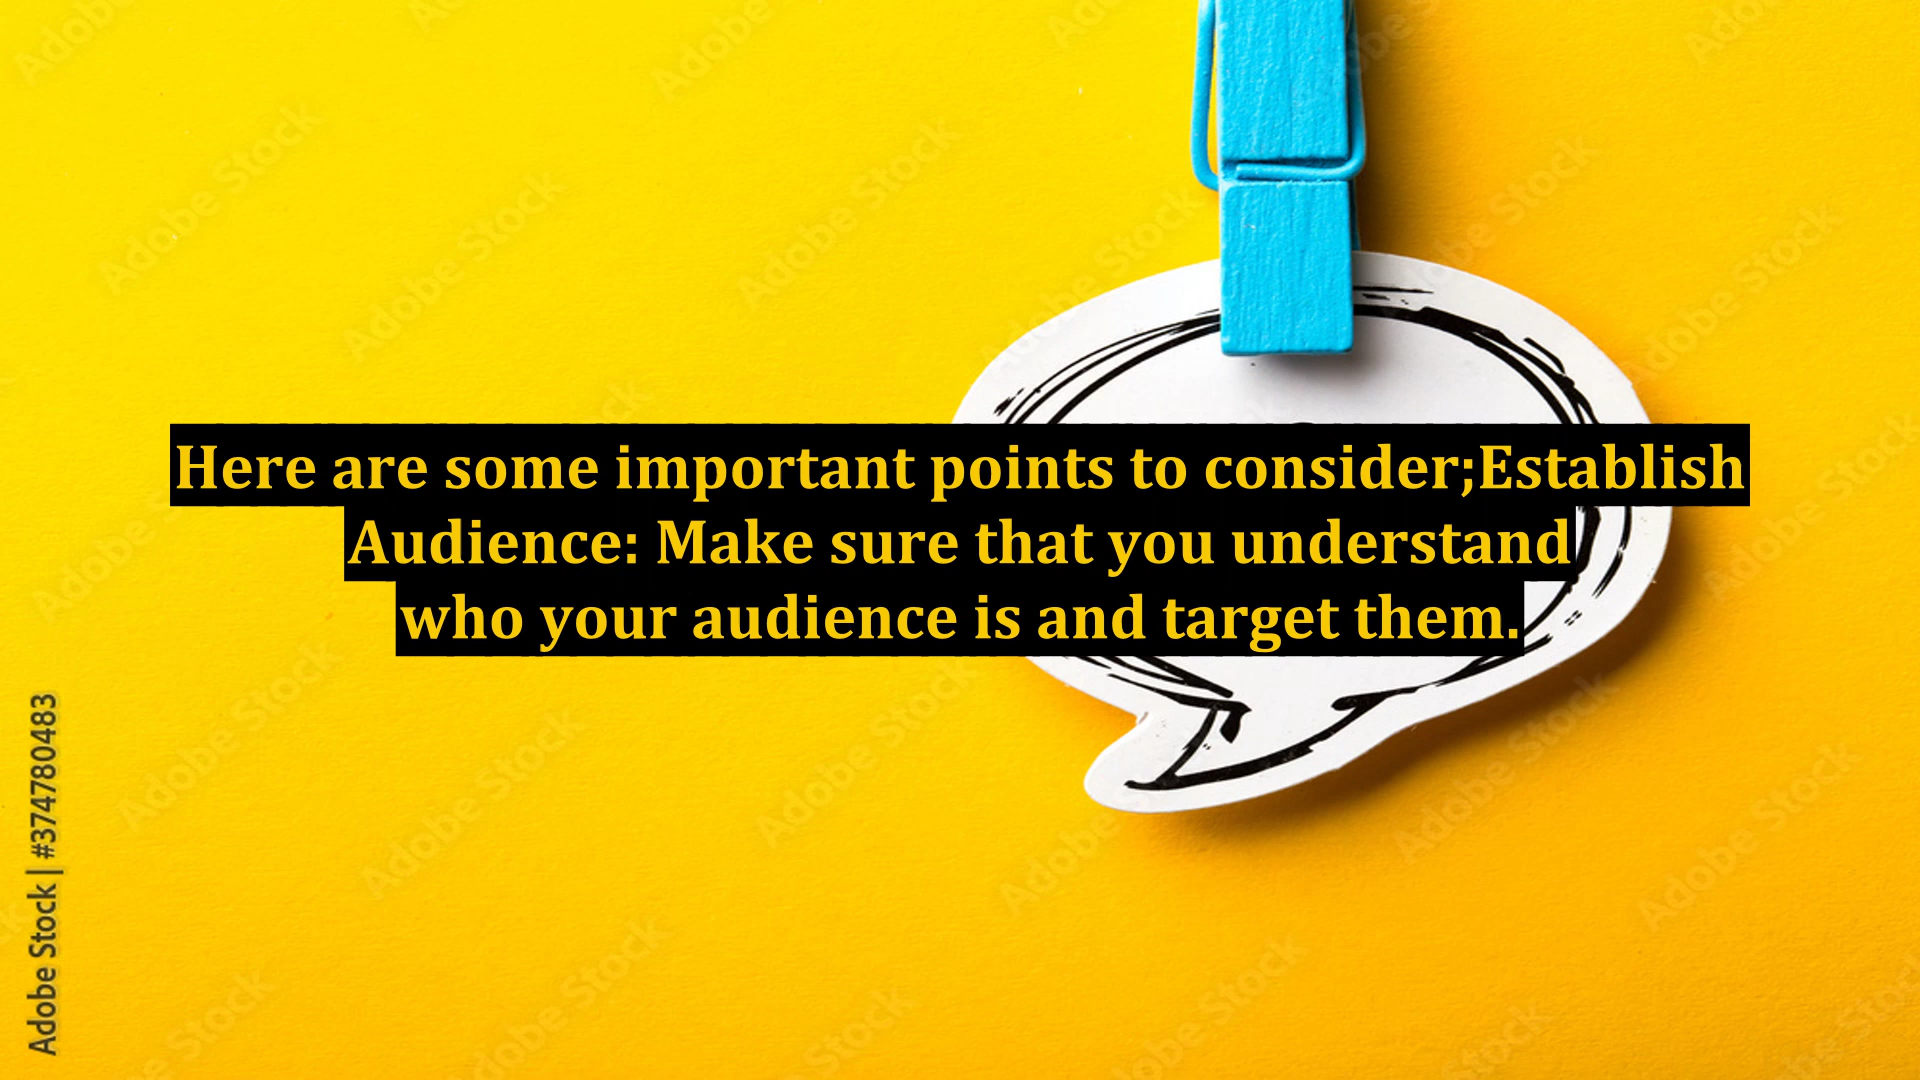 Here are some important points to consider;Establish
Audience: Make sure that you understand
who your audience is and target them.
Adobe Stock | #374780483